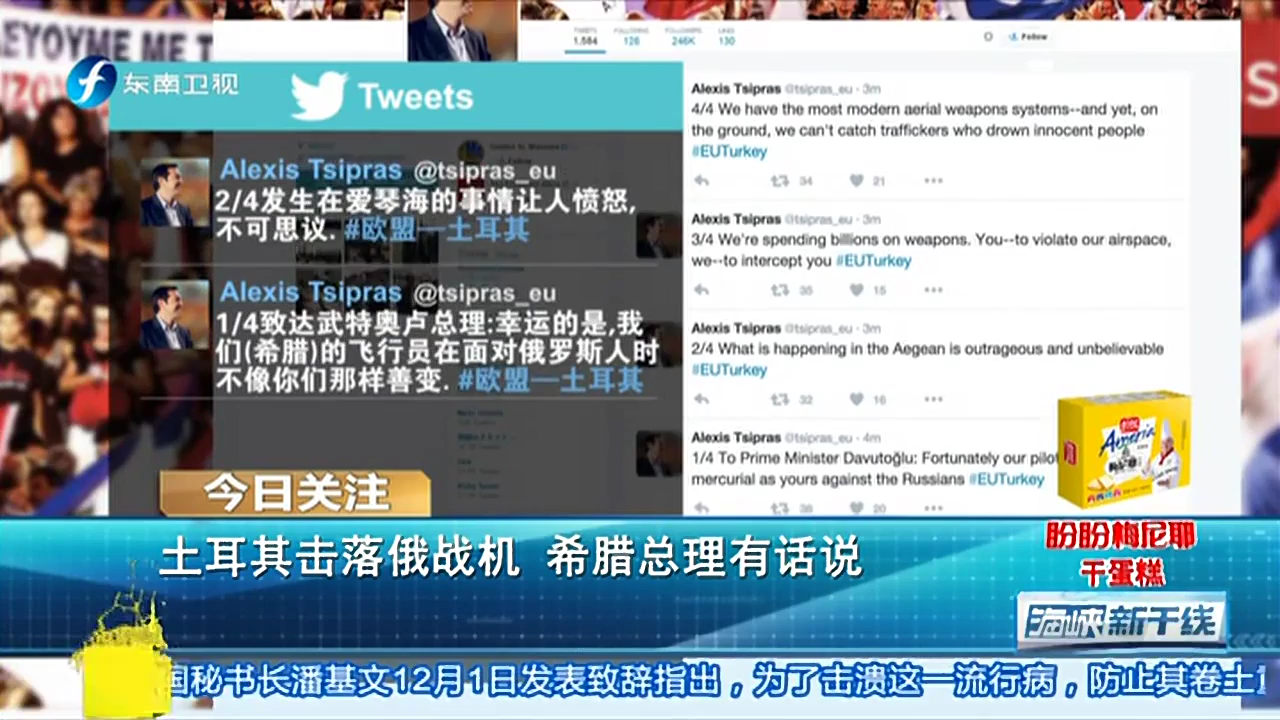 EYOYME ME T
S
东南卫视
Tweets
TWEETS FOLLOWING FOLLOWERS LIKES
1,584 126 246K 130
Follow
Alexis Tsipras @tsipras_eu
2/4发生在爱琴海的事情让人愤怒,
不可思议. #欧盟—土耳其
Alexis Tsipras @tsipras_eu
1/4致达武特奥卢总理:幸运的是,我
们(希腊)的飞行员在面对俄罗斯人时
不像你们那样善变. #欧盟—土耳其
Alexis Tsipras @tsipras_eu · 3m
4/4 We have the most modern aerial weapons systems--and yet, on
the ground, we can't catch traffickers who drown innocent people
#EUTurkey
34 21
Alexis Tsipras @tsipras_eu · 3m
3/4 We're spending billions on weapons. You--to violate our airspace,
we--to intercept you #EUTurkey
35 15
Alexis Tsipras @tsipras_eu · 3m
2/4 What is happening in the Aegean is outrageous and unbelievable
#EUTurkey
32 16
Alexis Tsipras @tsipras_eu · 4m
1/4 To Prime Minister Davutoğlu: Fortunately our pilot
mercurial as yours against the Russians #EUTurkey
38 20
今日关注
土耳其击落俄战机 希腊总理有话说
盼盼梅尼耶
干蛋糕
海峡新干线
国秘书长潘基文12月1日发表致辞指出，为了击溃这一流行病，防止其卷土